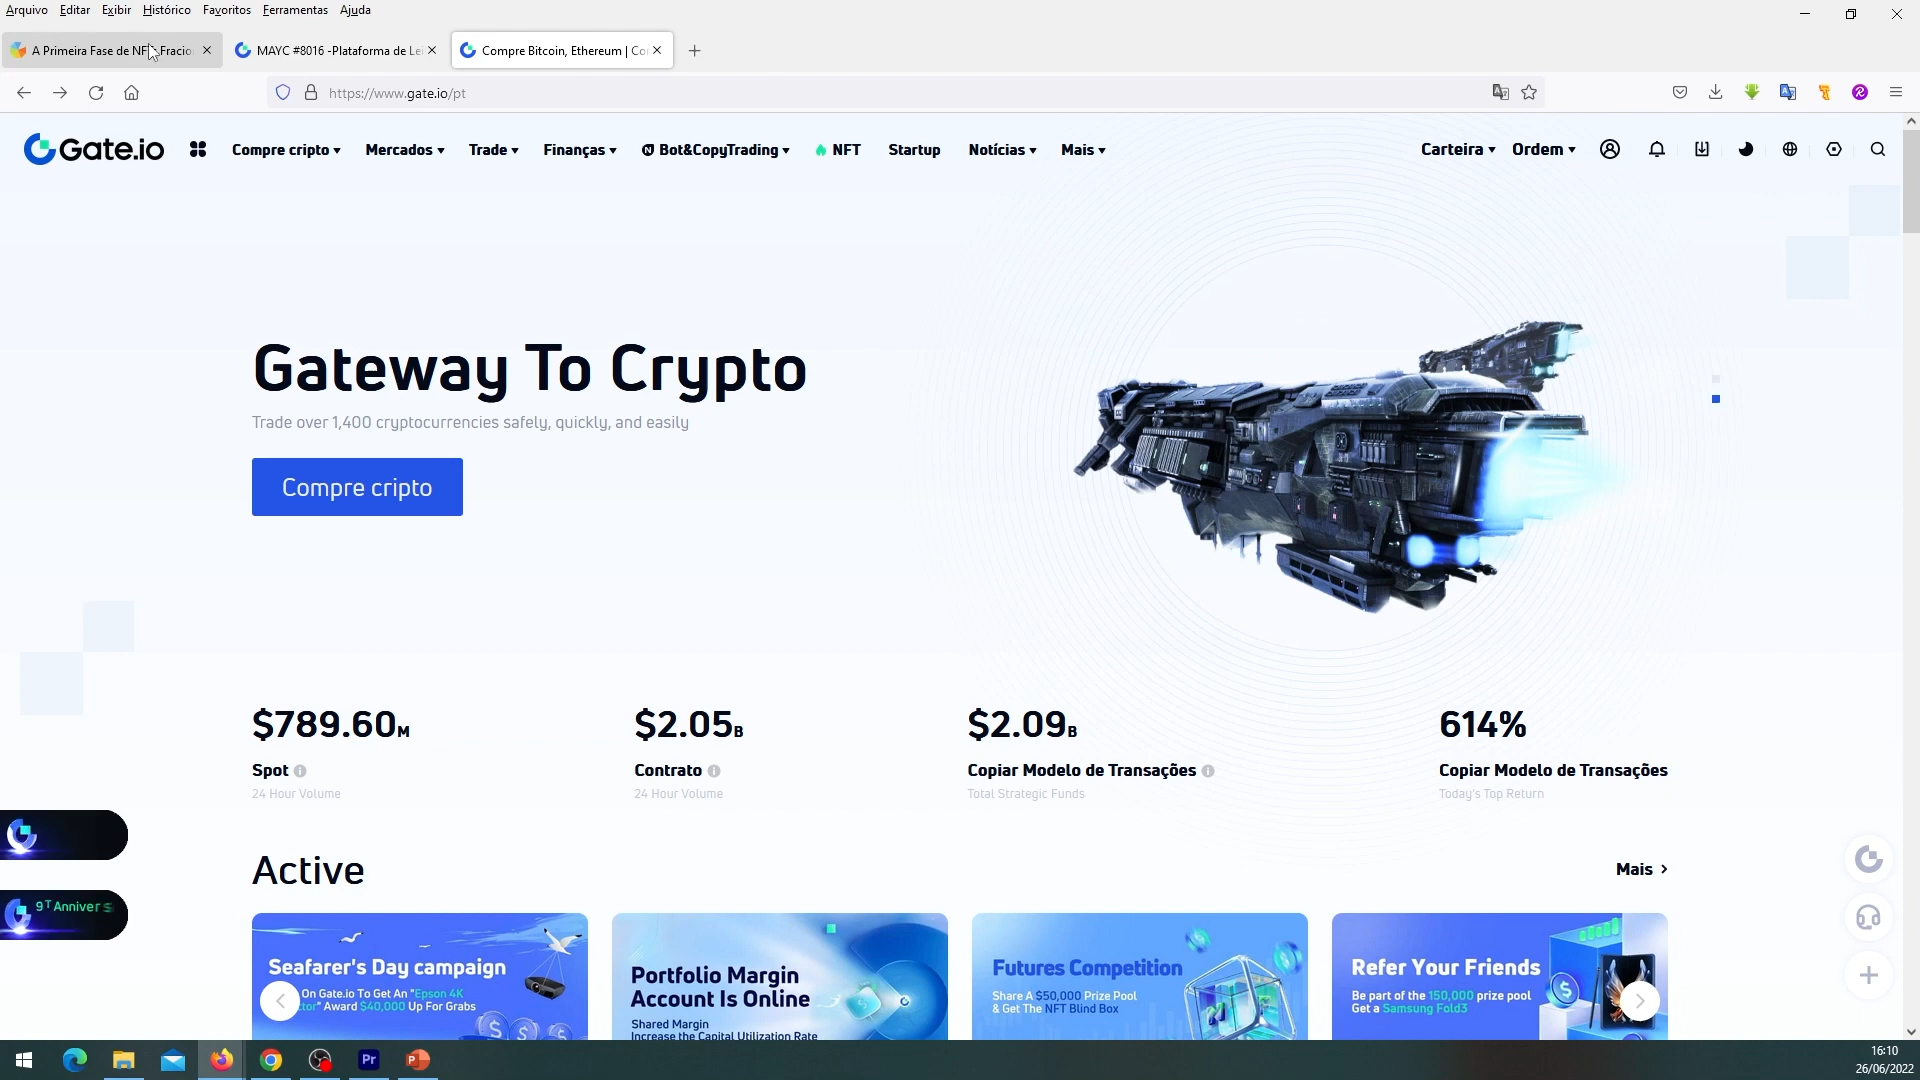 Arquivo Editar Exibir Histórico Favoritos Ferramentas Ajuda
A Primeira Fase de NFT Fracio
MAYC #8016 -Plataforma de Lei
Compre Bitcoin, Ethereum | Co
https://www.gate.io/pt
Gate.io
Compre cripto
Mercados
Trade
Finanças
Bot&CopyTrading
NFT
Startup
Notícias
Mais
Carteira
Ordem
Gateway To Crypto
Trade over 1,400 cryptocurrencies safely, quickly, and easily
Compre cripto
$789.60M
Spot
24 Hour Volume
$2.05B
Contrato
24 Hour Volume
$2.09B
Copiar Modelo de Transações
Total Strategic Funds
614%
Copiar Modelo de Transações
Today's Top Return
9T Annivers
Active
Mais
Seafarer's Day campaign
On Gate.io To Get An "Epson 4K
ctor" Award $40,000 Up For Grabs
Portfolio Margin
Account Is Online
Shared Margin
Increase the Capital Utilization Rate
Futures Competition
Share A $50,000 Prize Pool
& Get The NFT Blind Box
Refer Your Friends
Be part of the 150,000 prize pool
Get a Samsung Fold3
Pr
P
16:10
26/06/2022